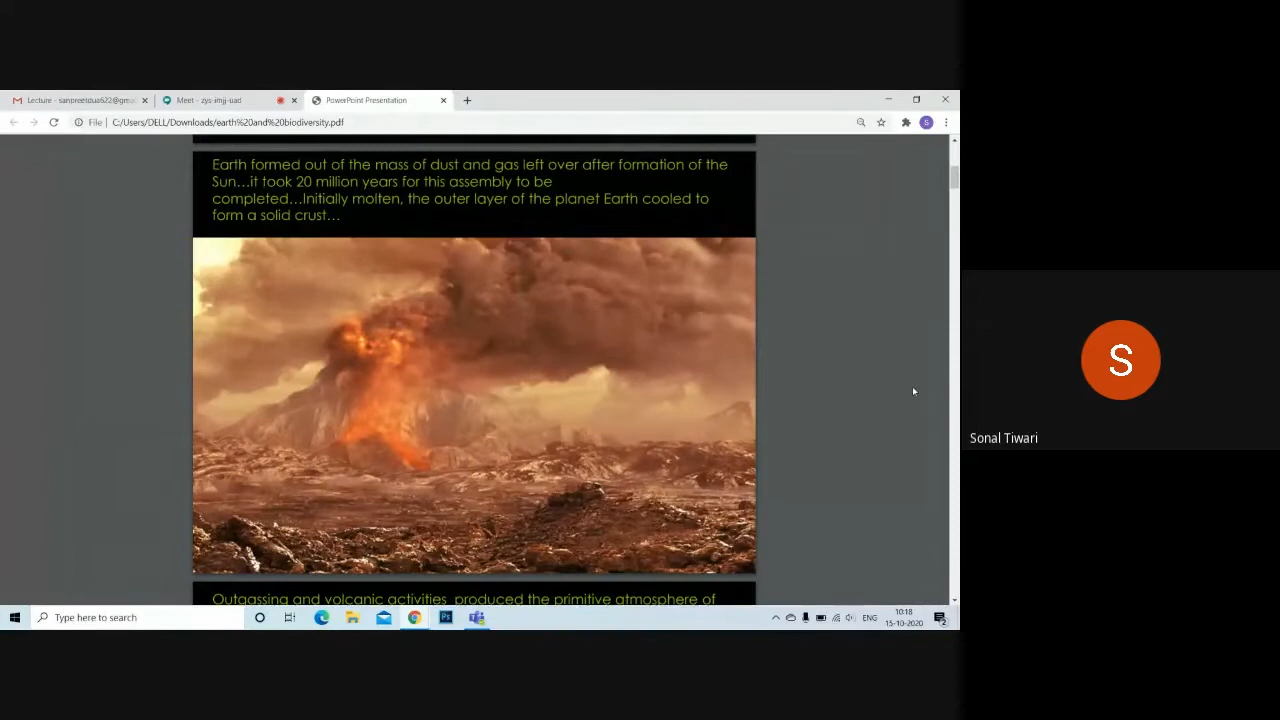 Lecture - sanpreetdua622@gma
Meet - zys-imjj-uad
PowerPoint Presentation
File
C:/Users/DELL/Downloads/earth%20and%20biodiversity.pdf
S
Earth formed out of the mass of dust and gas left over after formation of the
Sun...it took 20 million years for this assembly to be
completed...Initially molten, the outer layer of the planet Earth cooled to
form a solid crust...
S
Sonal Tiwari
Outgassing and volcanic activities produced the primitive atmosphere of
Type here to search
Ps
ENG
10:18
15-10-2020
2